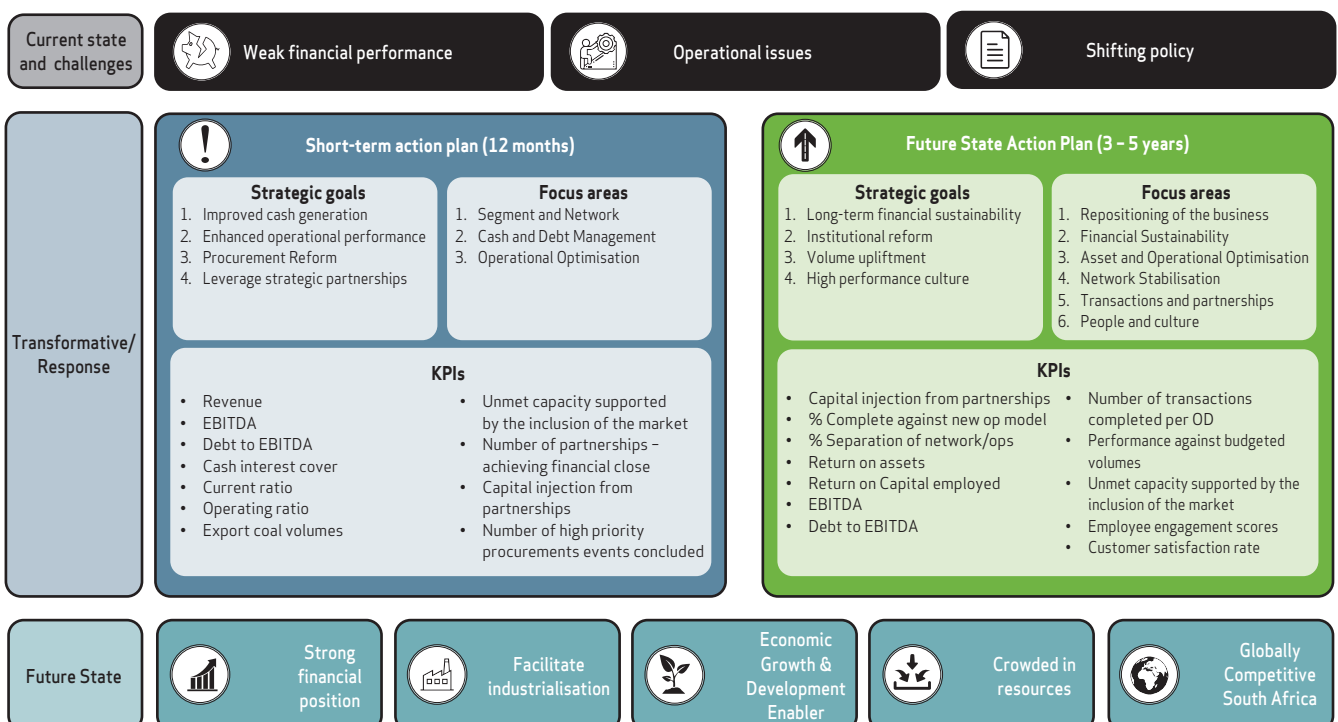 Current state
and challenges
Weak financial performance
Operational issues
Shifting policy
Transformative/
Response
Short-term action plan (12 months)
Strategic goals
1. Improved cash generation
2. Enhanced operational performance
3. Procurement Reform
4. Leverage strategic partnerships
Focus areas
1. Segment and Network
2. Cash and Debt Management
3. Operational Optimisation
KPIs
• Revenue
• EBITDA
• Debt to EBITDA
• Cash interest cover
• Current ratio
• Operating ratio
• Export coal volumes
• Unmet capacity supported
by the inclusion of the market
• Number of partnerships –
achieving financial close
• Capital injection from
partnerships
• Number of high priority
procurements events concluded
Future State Action Plan (3 – 5 years)
Strategic goals
1. Long-term financial sustainability
2. Institutional reform
3. Volume upliftment
4. High performance culture
Focus areas
1. Repositioning of the business
2. Financial Sustainability
3. Asset and Operational Optimisation
4. Network Stabilisation
5. Transactions and partnerships
6. People and culture
KPIs
• Capital injection from partnerships
• % Complete against new op model
• % Separation of network/ops
• Return on assets
• Return on Capital employed
• EBITDA
• Debt to EBITDA
• Number of transactions
completed per OD
• Performance against budgeted
volumes
• Unmet capacity supported by the
inclusion of the market
• Employee engagement scores
• Customer satisfaction rate
Future State
Strong
financial
position
Facilitate
industrialisation
Economic
Growth &
Development
Enabler
Crowded in
resources
Globally
Competitive
South Africa